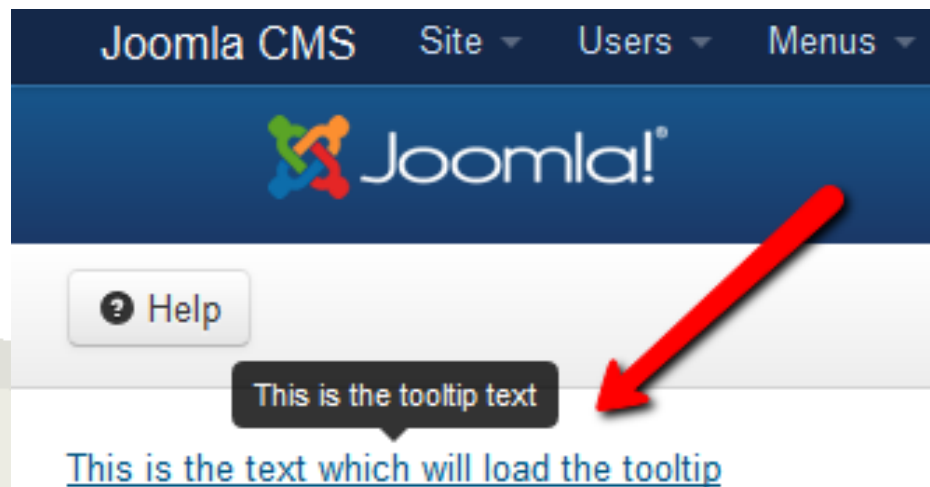 Joomla CMS Site Users Menus
Joomla!®
Help
This is the tooltip text
This is the text which will load the tooltip